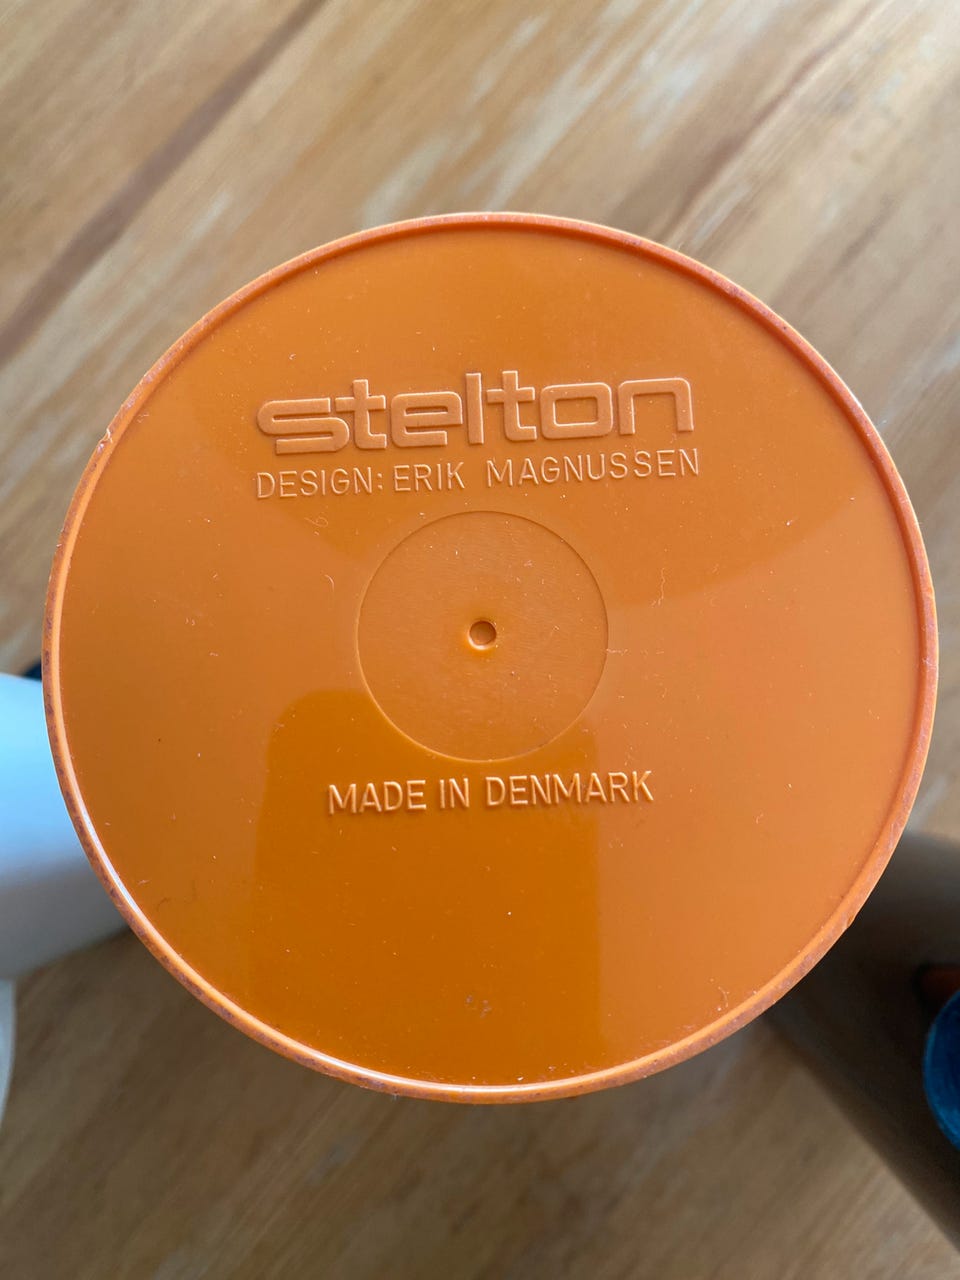 stelton
DESIGN: ERIK MAGNUSSEN
MADE IN DENMARK